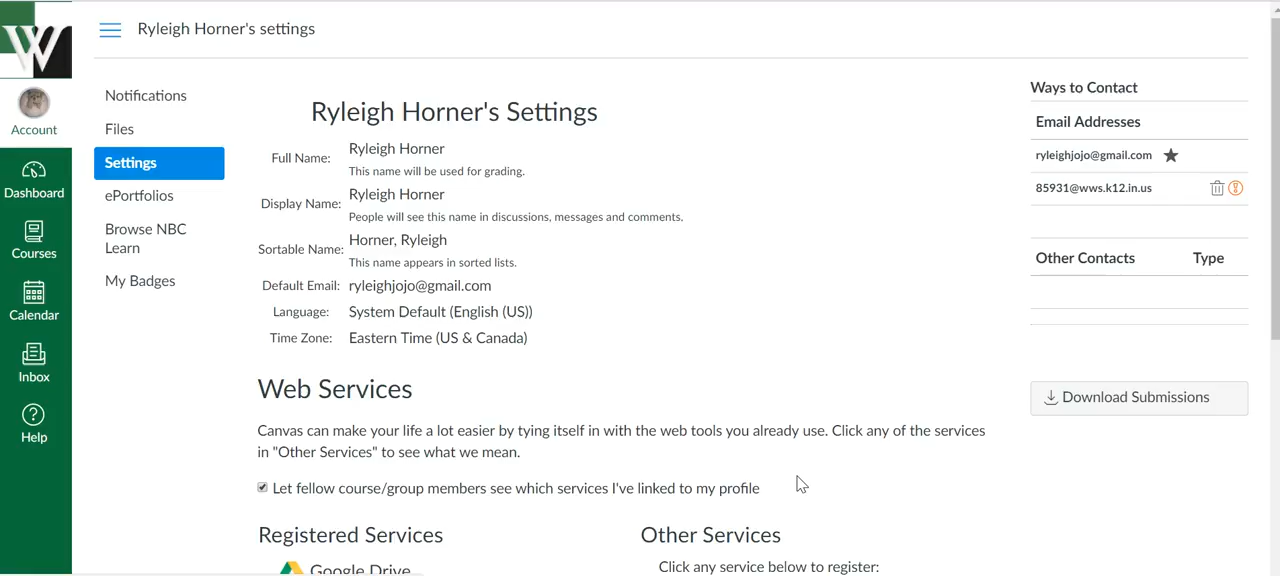 W
Ryleigh Horner's settings
Account
Dashboard
Courses
Calendar
Inbox
Help
Notifications
Files
Settings
ePortfolios
Browse NBC
Learn
My Badges
Ryleigh Horner's Settings
Full Name: Ryleigh Horner
This name will be used for grading.
Display Name: Ryleigh Horner
People will see this name in discussions, messages and comments.
Sortable Name: Horner, Ryleigh
This name appears in sorted lists.
Default Email: ryleighjojo@gmail.com
Language: System Default (English (US))
Time Zone: Eastern Time (US & Canada)
Web Services
Canvas can make your life a lot easier by tying itself in with the web tools you already use. Click any of the services
in "Other Services" to see what we mean.
Let fellow course/group members see which services I've linked to my profile
Registered Services
Google Drive
Other Services
Click any service below to register:
Ways to Contact
Email Addresses
ryleighjojo@gmail.com
85931@wws.k12.in.us
Other Contacts Type
Download Submissions